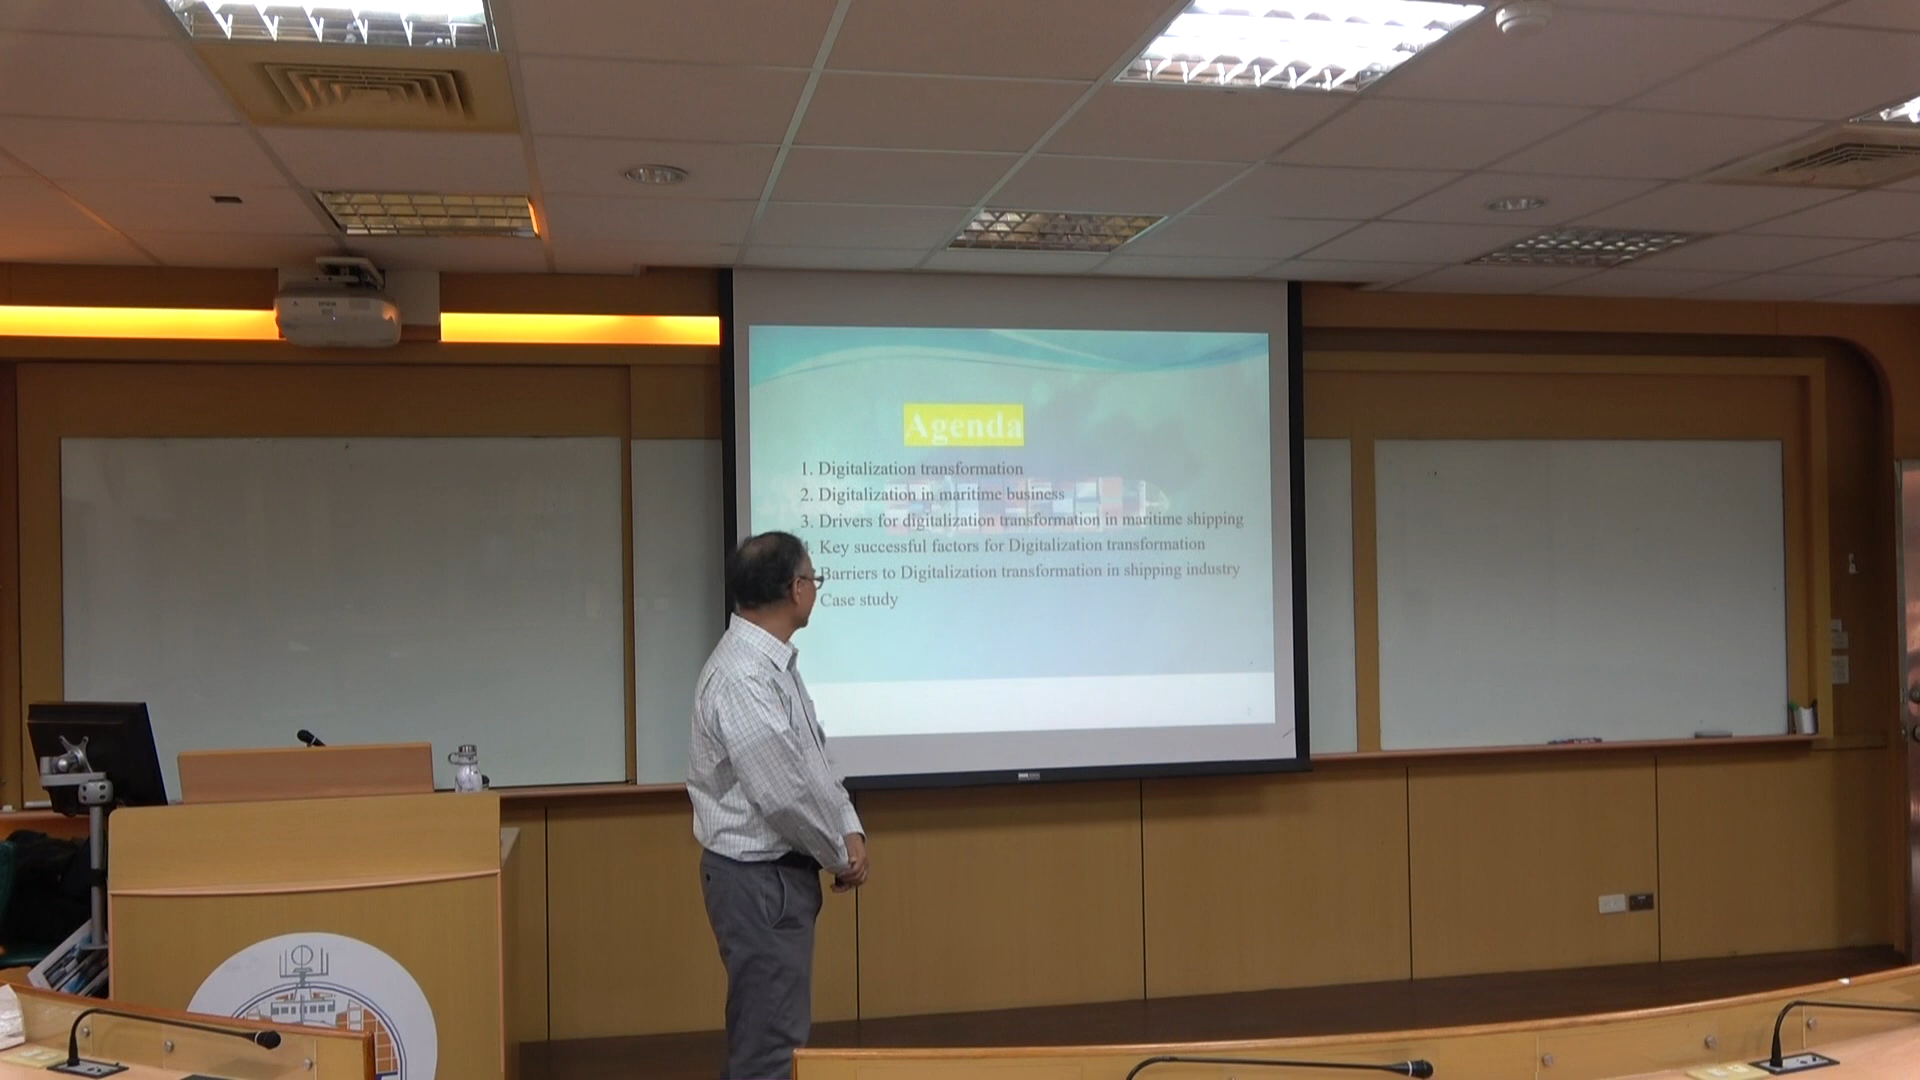 Agenda
1. Digitalization transformation
2. Digitalization in maritime business
3. Drivers for digitalization transformation in maritime shipping
4. Key successful factors for Digitalization transformation
Barriers to Digitalization transformation in shipping industry
Case study